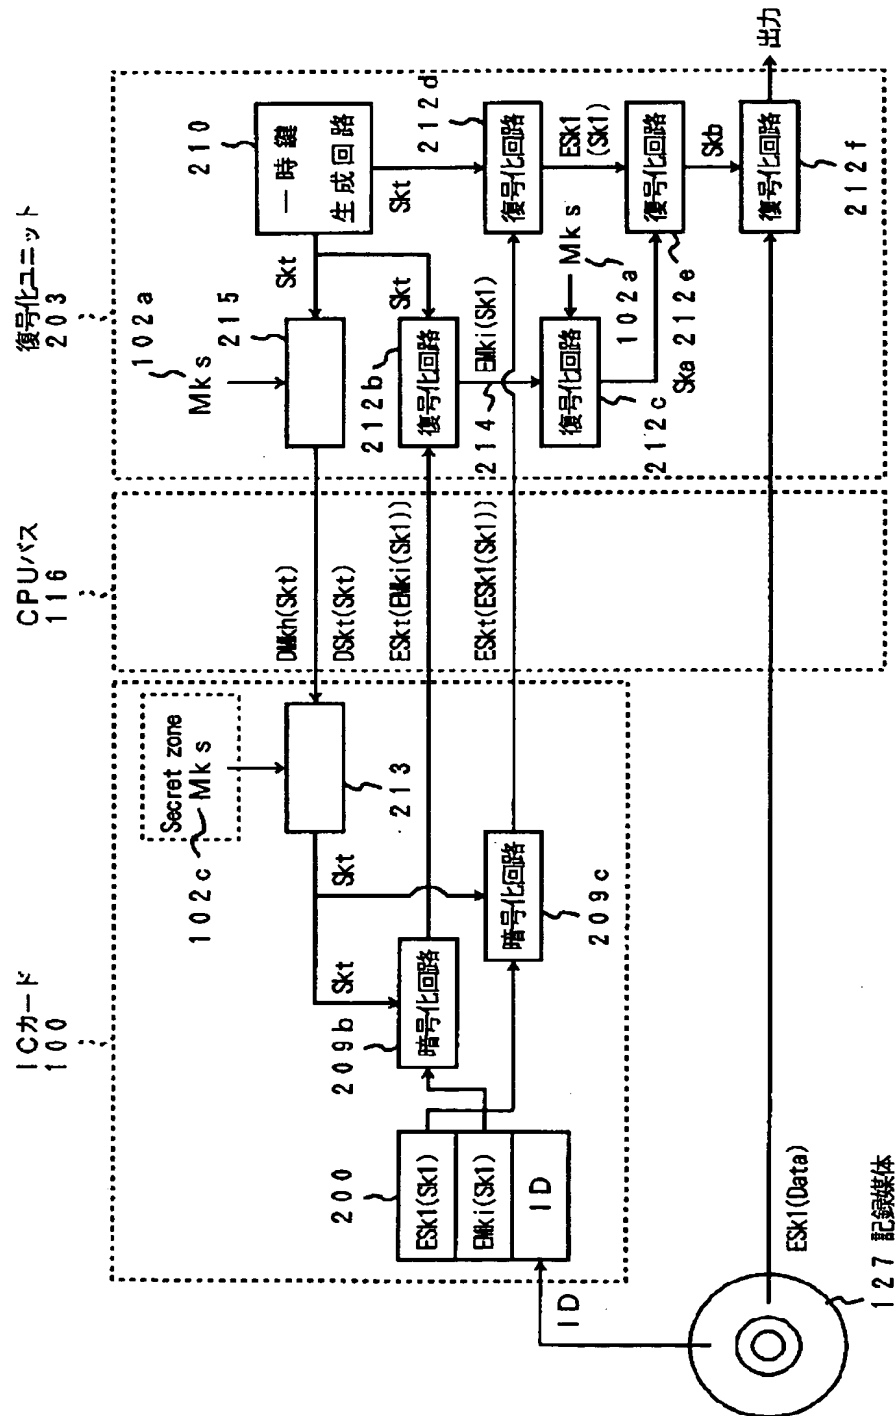 ICカード
100
CPUバス
116
復号化ユニット
203
102c
Secret zone
Mks
213
Skt
Skt
209b
暗号化回路
暗号化回路
209c
200
ESk1(Sk1)
EMki(Sk1)
ID
ID
DMkh(Skt)
DSkt(Skt)
ESkt(EMki(Sk1))
ESkt(ESk1(Sk1))
102a
Mks
215
Skt
210
一時鍵
生成回路
Skt
Skt
212b
復号化回路
212d
復号化回路
214
EMki(Sk1)
ESk1
(Sk1)
Mks
102a
復号化回路
212c
Ska
212e
復号化回路
Skb
復号化回路
212f
出力
ESk1(Data)
127 記録媒体